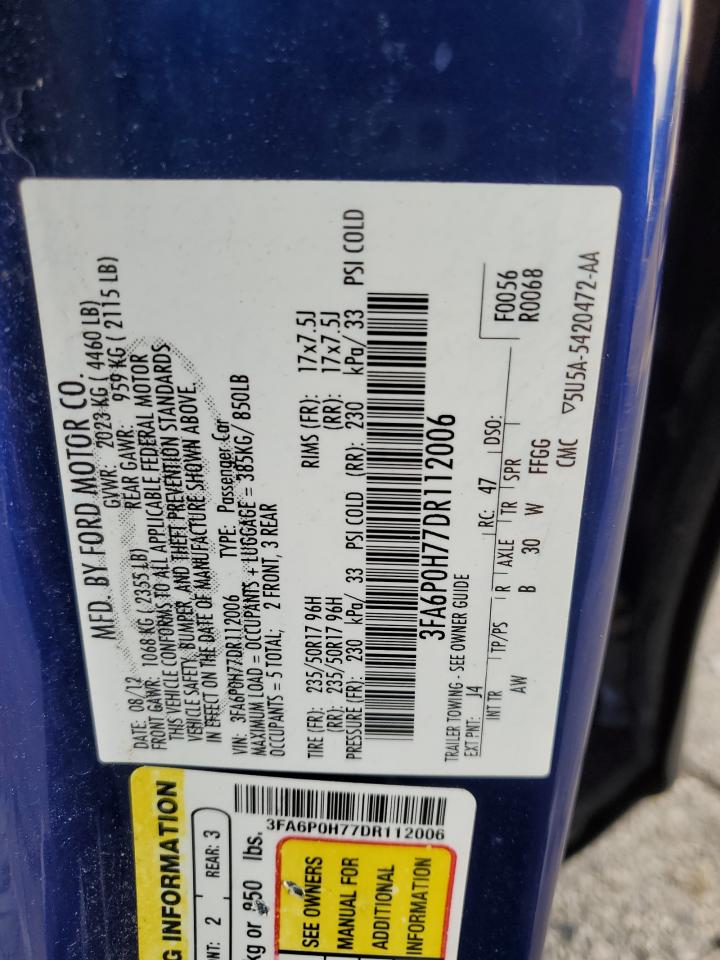 MFD. BY FORD MOTOR CO.
DATE: 08/12 GVWR: 2023 KG ( 4460 LB)
FRONT GAWR: 1068 KG ( 2355 LB) REAR GAWR: 959 KG ( 2115 LB)
THIS VEHICLE CONFORMS TO ALL APPLICABLE FEDERAL MOTOR
VEHICLE SAFETY, BUMPER, AND THEFT PREVENTION STANDARDS
IN EFFECT ON THE DATE OF MANUFACTURE SHOWN ABOVE.
VIN: 3FA6P0H77DR112006 TYPE: Passenger Car
MAXIMUM LOAD = OCCUPANTS + LUGGAGE = 385KG/ 850LB
OCCUPANTS = 5 TOTAL; 2 FRONT, 3 REAR
TIRE (FR): 235/50R17 96H RIMS (FR): 17x7.5J
(RR): 235/50R17 96H (RR): 17x7.5J
PRESSURE (FR): 230 kPa/ 33 PSI COLD (RR): 230 kPa/ 33 PSI COLD
3FA6P0H77DR112006
TRAILER TOWING - SEE OWNER GUIDE
EXT PNT: J4 RC: 47 DSO: F0056
R0068
INT TR TP/PS R AXLE TR SPR
AW B 30 W FFGG
CMC ▽5U5A-5420472-AA
G INFORMATION
NT: 2 REAR: 3
kg or 850 lbs.
3FA6P0H77DR112006
SEE OWNERS
MANUAL FOR
ADDITIONAL
INFORMATION